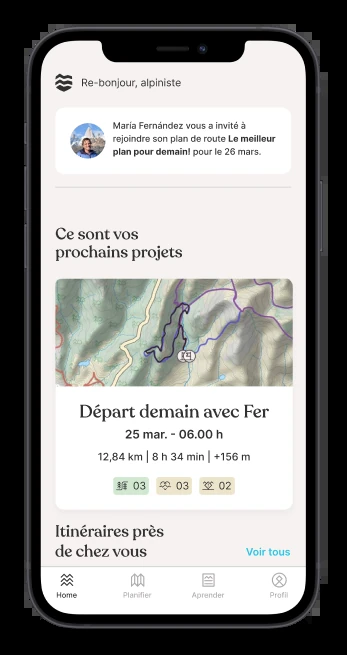 Re-bonjour, alpiniste
María Fernández vous a invité à
rejoindre son plan de route Le meilleur
plan pour demain! pour le 26 mars.
Ce sont vos
prochains projets
Départ demain avec Fer
25 mar. - 06.00 h
12,84 km | 8 h 34 min | +156 m
03 03 02
Itinéraires près
de chez vous
Voir tous
Home Planifier Aprender Profil